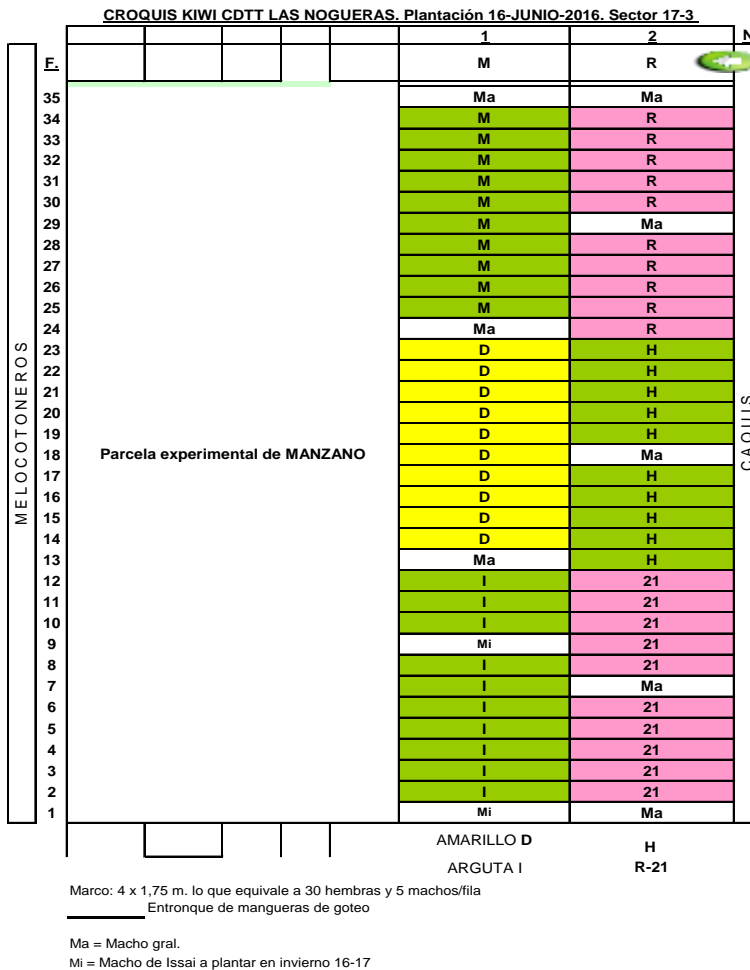 CROQUIS KIWI CDTT LAS NOGUERAS. Plantación 16-JUNIO-2016. Sector 17-3
1 2 N
F. M R
35 Ma Ma
34 M R
33 M R
32 M R
31 M R
30 M R
29 M Ma
28 M R
27 M R
26 M R
25 M R
24 Ma R
23 D H
22 D H
21 D H
20 D H
19 D H
18 D Ma
17 D H
16 D H
15 D H
14 D H
13 Ma H
12 I 21
11 I 21
10 I 21
9 Mi 21
8 I 21
7 I Ma
6 I 21
5 I 21
4 I 21
3 I 21
2 I 21
1 Mi Ma
MELOCOTONEROS
Parcela experimental de MANZANO
CAQUIS
AMARILLO D H
ARGUTA I R-21
Marco: 4 x 1,75 m. lo que equivale a 30 hembras y 5 machos/fila
Entronque de mangueras de goteo
Ma = Macho gral.
Mi = Macho de Issai a plantar en invierno 16-17